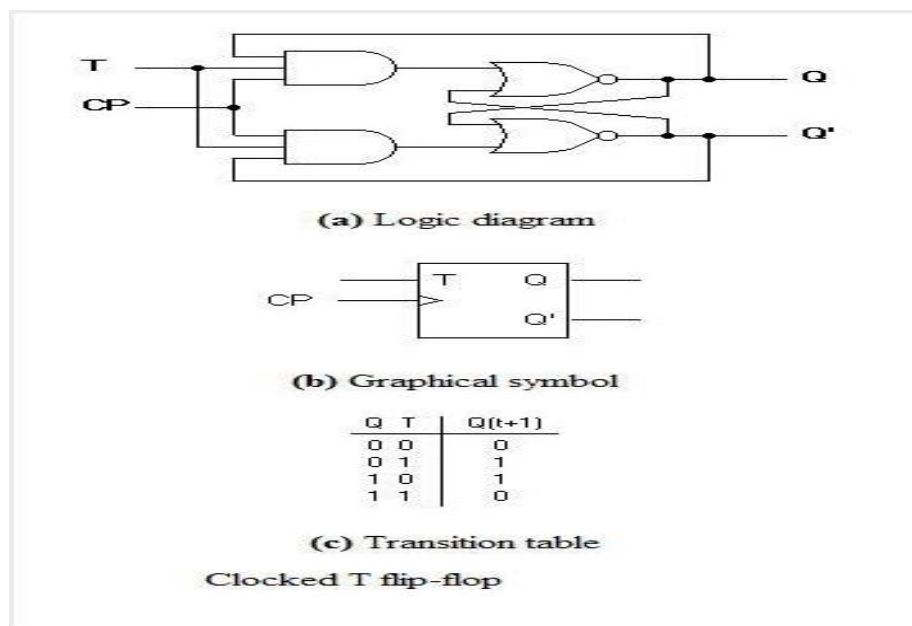 T
Q
CP
Q'
(a) Logic diagram
T Q
CP
Q'
(b) Graphical symbol
Q T Q(t+1)
0 0 0
0 1 1
1 0 1
1 1 0
(c) Transition table
Clocked T flip-flop